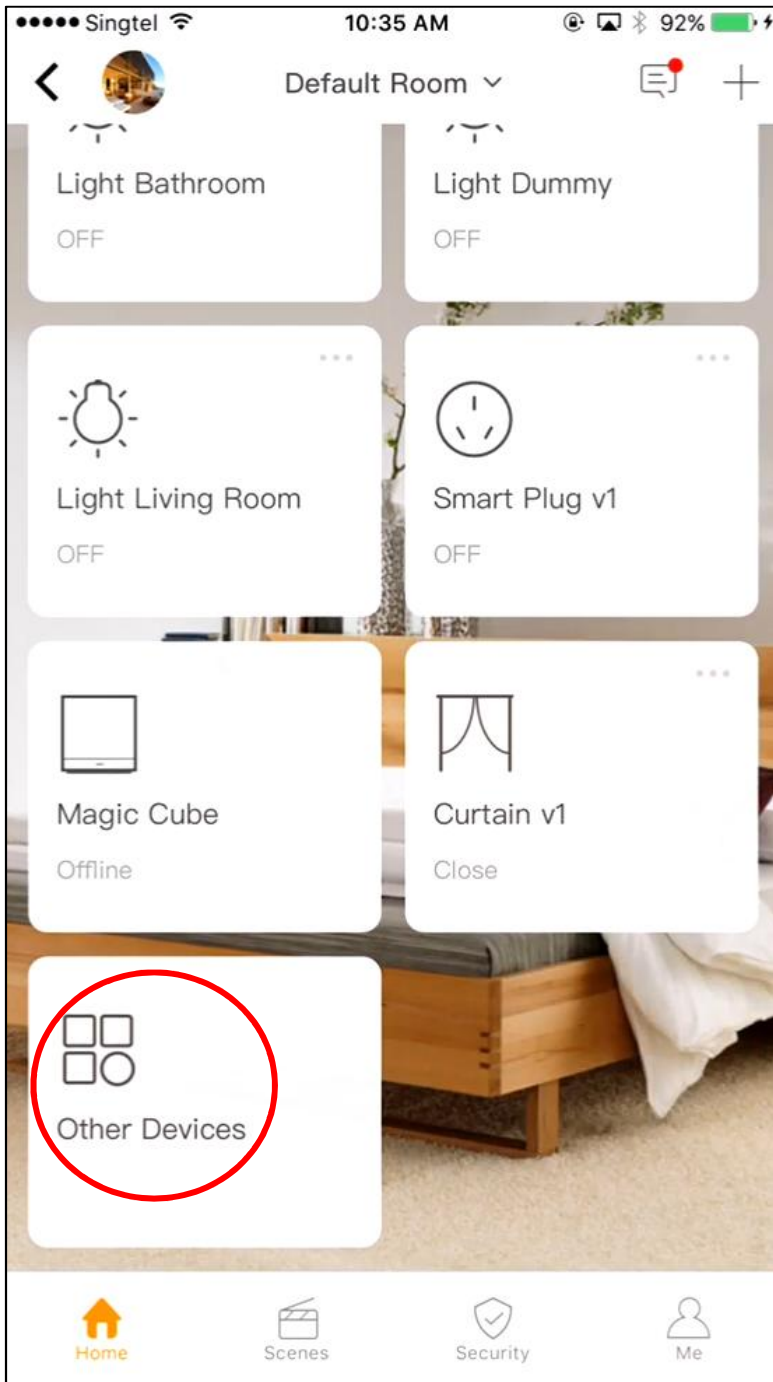 Singtel 10:35 AM 92%
Default Room
Light Bathroom Light Dummy
OFF OFF
Light Living Room Smart Plug v1
OFF OFF
Magic Cube Curtain v1
Offline Close
Other Devices
Home Scenes Security Me